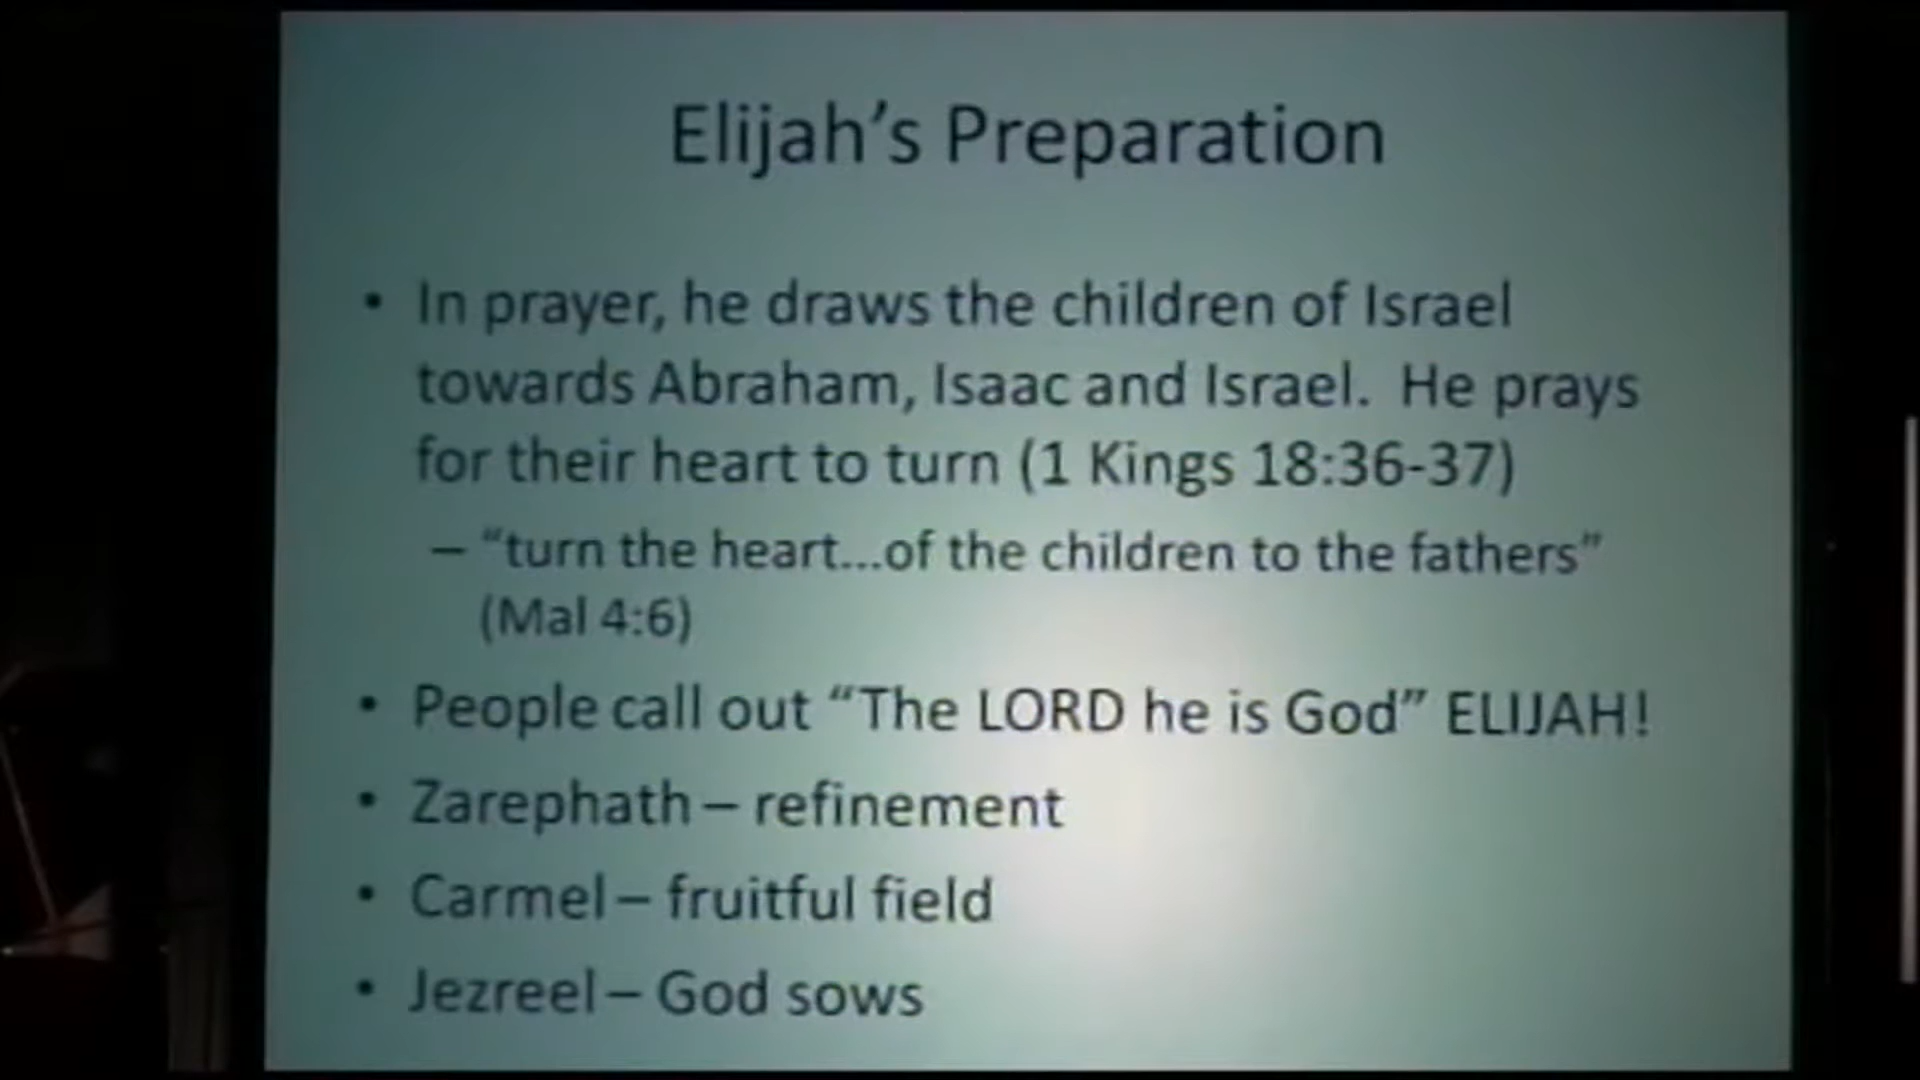 Elijah’s Preparation
• In prayer, he draws the children of Israel
towards Abraham, Isaac and Israel. He prays
for their heart to turn (1 Kings 18:36-37)
– “turn the heart...of the children to the fathers”
(Mal 4:6)
• People call out “The LORD he is God” ELIJAH!
• Zarephath – refinement
• Carmel – fruitful field
• Jezreel – God sows